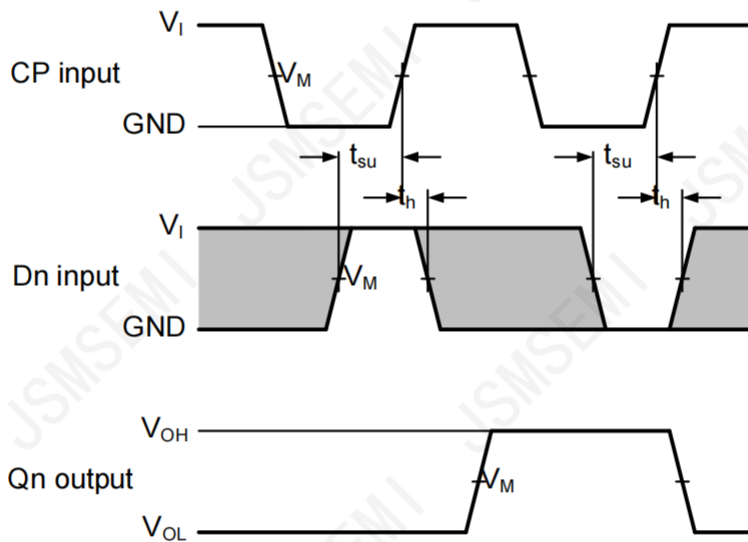 VI
CP input
VM
GND
tsu
tsu
th
th
VI
Dn input
VM
GND
VOH
Qn output
VM
VOL
JSMSEMI
JSMSEMI
JSMSEMI
JSMSEMI
JSMSEMI